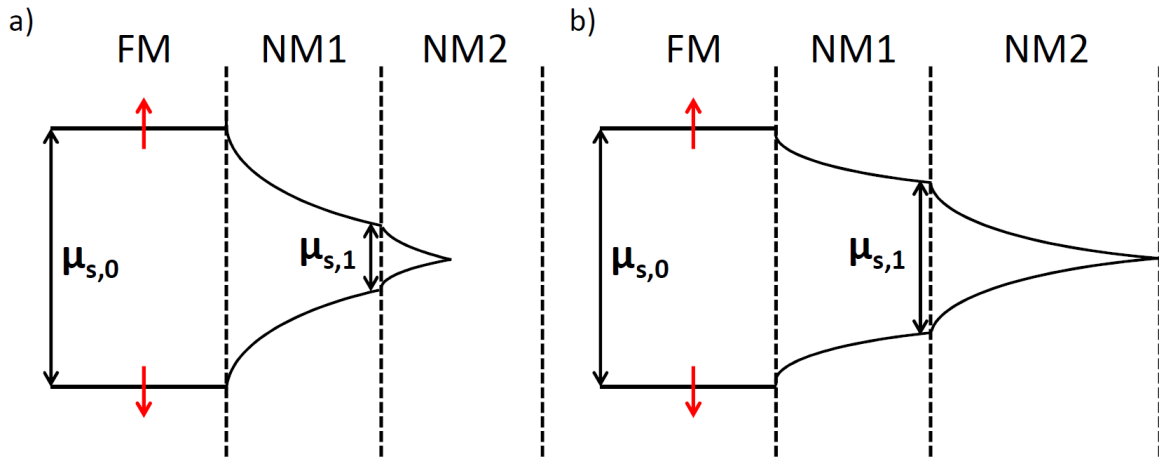 a)
FM NM1 NM2
μs,0
μs,1
b)
FM NM1 NM2
μs,0
μs,1